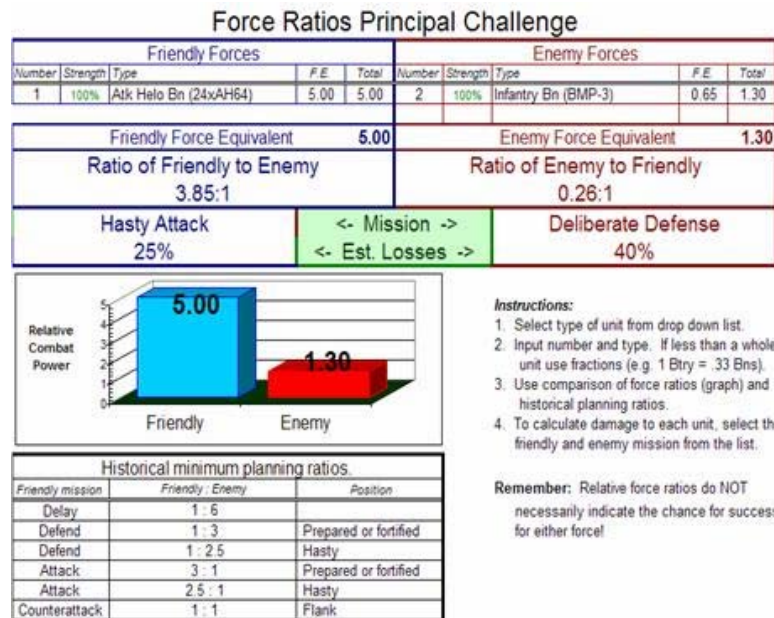 Force Ratios Principal Challenge
Friendly Forces Enemy Forces
Number Strength Type F.E. Total Number Strength Type F.E. Total
1 100% Atk Helo Bn (24xAH64) 5.00 5.00 2 100% Infantry Bn (BMP-3) 0.65 1.30
Friendly Force Equivalent 5.00 Enemy Force Equivalent 1.30
Ratio of Friendly to Enemy Ratio of Enemy to Friendly
3.85:1 0.26:1
Hasty Attack <- Mission -> Deliberate Defense
25% <- Est. Losses -> 40%
5.00
1.30
5
4
3
2
1
0
Relative
Combat
Power
Friendly Enemy
Instructions:
1. Select type of unit from drop down list.
2. Input number and type. If less than a whole
unit use fractions (e.g. 1 Btry = .33 Bns).
3. Use comparison of force ratios (graph) and
historical planning ratios.
4. To calculate damage to each unit, select th
friendly and enemy mission from the list.
Remember: Relative force ratios do NOT
necessarily indicate the chance for success
for either force!
Historical minimum planning ratios.
Friendly mission Friendly : Enemy Position
Delay 1 : 6
Defend 1 : 3 Prepared or fortified
Defend 1 : 2.5 Hasty
Attack 3 : 1 Prepared or fortified
Attack 2.5 : 1 Hasty
Counterattack 1 : 1 Flank